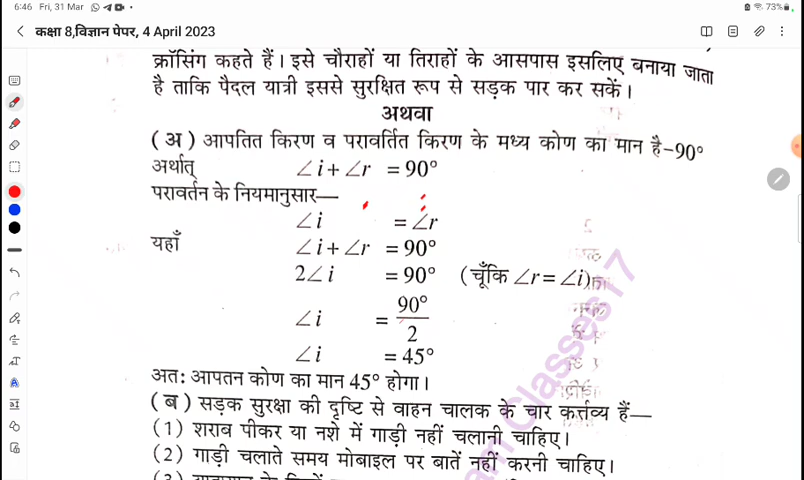 6:46 Fri, 31 Mar 73%
कक्षा 8,विज्ञान पेपर, 4 April 2023
क्रॉसिंग कहते हैं। इसे चौराहों या तिराहों के आसपास इसलिए बनाया जाता
है ताकि पैदल यात्री इससे सुरक्षित रूप से सड़क पार कर सकें।
अथवा
(अ) आपतित किरण व परावर्तित किरण के मध्य कोण का मान है–90°
अर्थात् ∠i + ∠r = 90°
परावर्तन के नियमानुसार—
∠i = ∠r
यहाँ ∠i + ∠r = 90°
2∠i = 90° (चूँकि ∠r = ∠i)
∠i = 90°/2
∠i = 45°
अतः आपतन कोण का मान 45° होगा।
(ब) सड़क सुरक्षा की दृष्टि से वाहन चालक के चार कर्त्तव्य हैं—
(1) शराब पीकर या नशे में गाड़ी नहीं चलानी चाहिए।
(2) गाड़ी चलाते समय मोबाइल पर बातें नहीं करनी चाहिए।
am Classes17